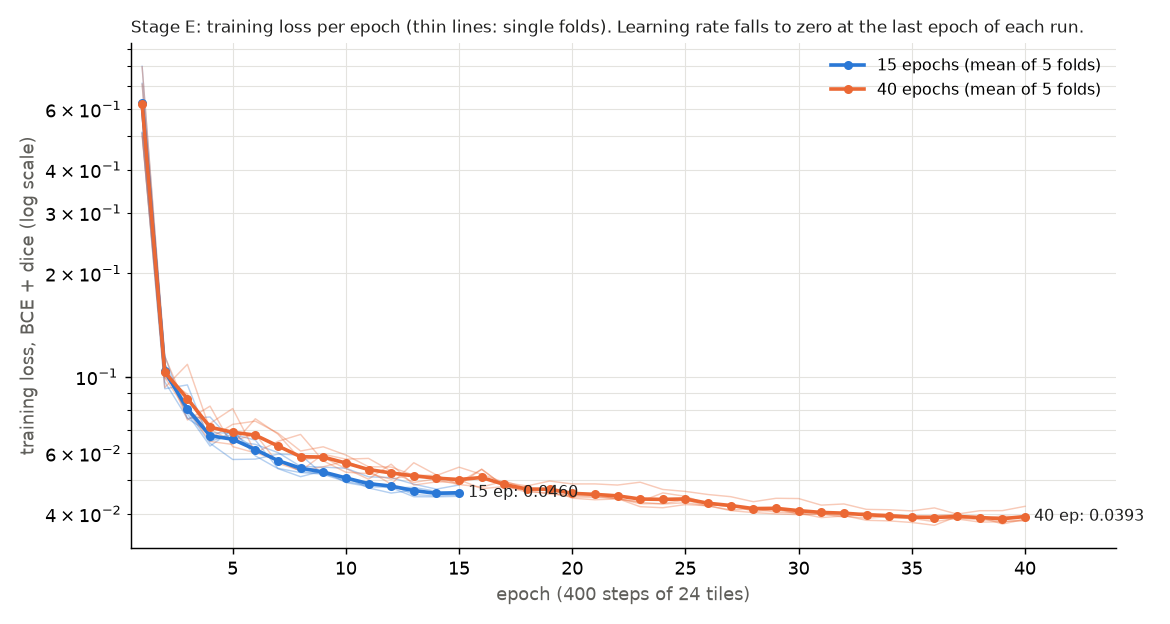 Stage E: training loss per epoch (thin lines: single folds). Learning rate falls to zero at the last epoch of each run.
15 epochs (mean of 5 folds)
40 epochs (mean of 5 folds)
6 × 10⁻¹
4 × 10⁻¹
3 × 10⁻¹
2 × 10⁻¹
10⁻¹
6 × 10⁻²
4 × 10⁻²
training loss, BCE + dice (log scale)
15 ep: 0.0460
40 ep: 0.0393
5 10 15 20 25 30 35 40
epoch (400 steps of 24 tiles)